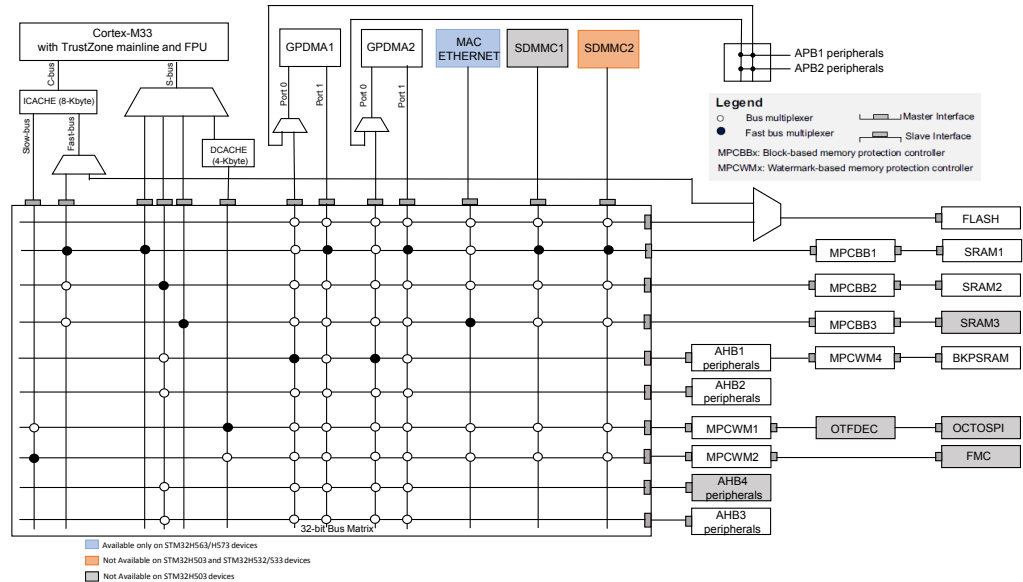 Cortex-M33
with TrustZone mainline and FPU
C-bus
S-bus
ICACHE (8-Kbyte)
Slow-bus
Fast-bus
DCACHE
(4-Kbyte)
GPDMA1
Port 0
Port 1
GPDMA2
Port 0
Port 1
MAC
ETHERNET
SDMMC1
SDMMC2
APB1 peripherals
APB2 peripherals
Legend
Bus multiplexer
Fast bus multiplexer
Master Interface
Slave Interface
MPCBBx: Block-based memory protection controller
MPCWMx: Watermark-based memory protection controller
FLASH
MPCBB1
SRAM1
MPCBB2
SRAM2
MPCBB3
SRAM3
AHB1
peripherals
MPCWM4
BKPSRAM
AHB2
peripherals
MPCWM1
OTFDEC
OCTOSPI
MPCWM2
FMC
AHB4
peripherals
AHB3
peripherals
32-bit Bus Matrix
Available only on STM32H563/H573 devices
Not Available on STM32H503 and STM32H532/533 devices
Not Available on STM32H503 devices